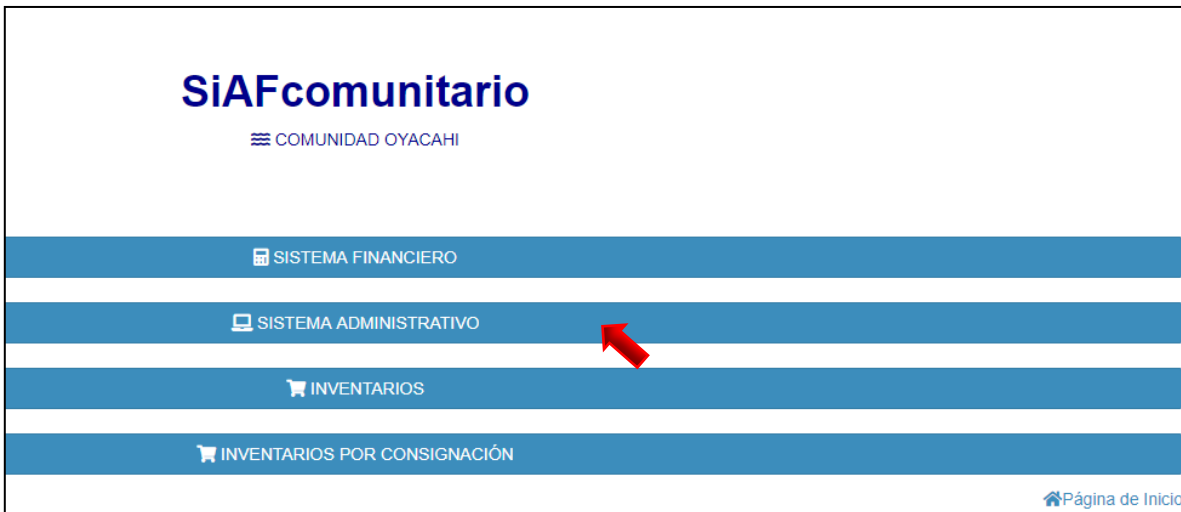 SiAFcomunitario
COMUNIDAD OYACAHI
SISTEMA FINANCIERO
SISTEMA ADMINISTRATIVO
INVENTARIOS
INVENTARIOS POR CONSIGNACIÓN
Página de Inicio